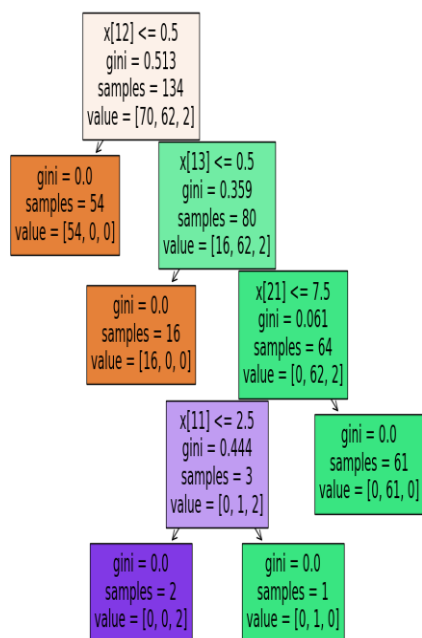 x[12] <= 0.5
gini = 0.513
samples = 134
value = [70, 62, 2]
gini = 0.0
samples = 54
value = [54, 0, 0]
x[13] <= 0.5
gini = 0.359
samples = 80
value = [16, 62, 2]
gini = 0.0
samples = 16
value = [16, 0, 0]
x[21] <= 7.5
gini = 0.061
samples = 64
value = [0, 62, 2]
x[11] <= 2.5
gini = 0.444
samples = 3
value = [0, 1, 2]
gini = 0.0
samples = 61
value = [0, 61, 0]
gini = 0.0
samples = 2
value = [0, 0, 2]
gini = 0.0
samples = 1
value = [0, 1, 0]